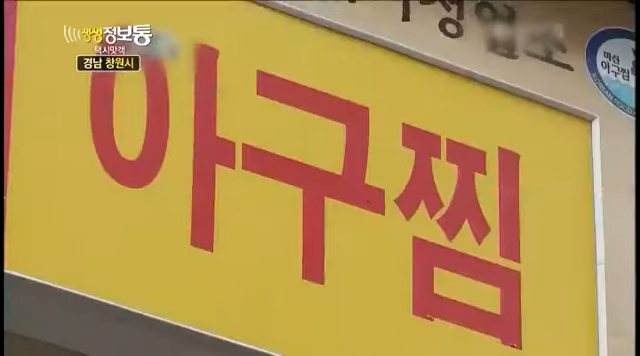 생생정보통
택시맛객
경남 창원시
아구찜
마산
아구찜